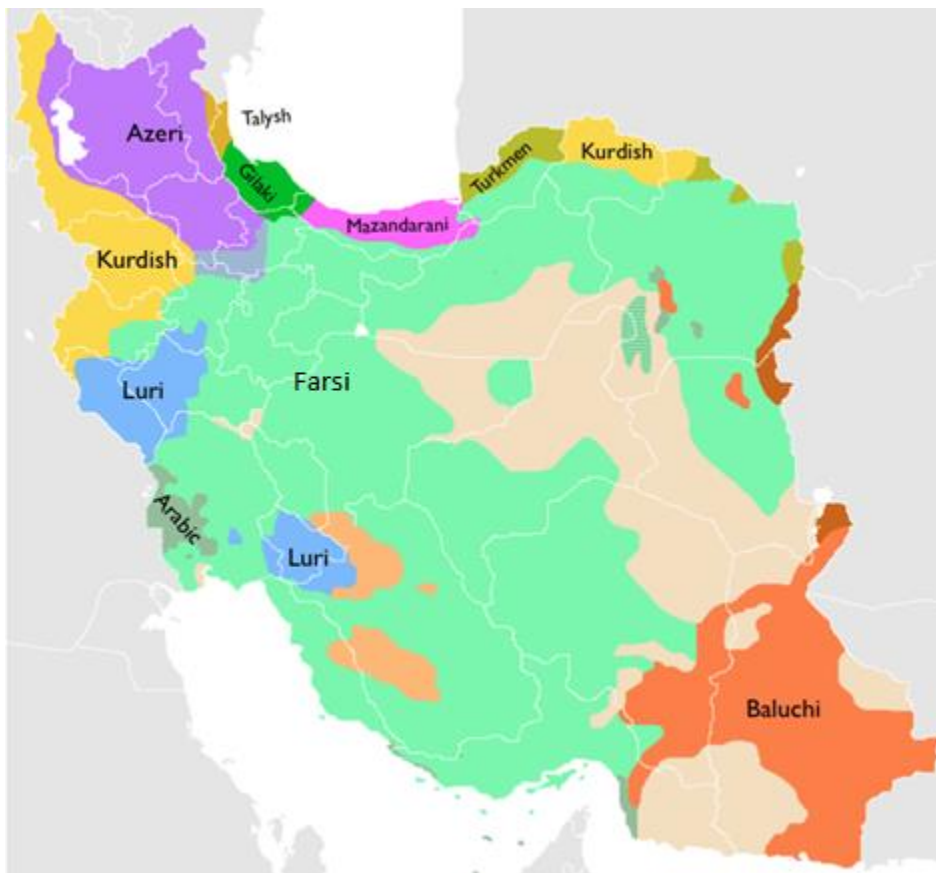 Azeri
Talysh
Gilaki
Mazandarani
Turkmen
Kurdish
Kurdish
Luri
Farsi
Arabic
Luri
Baluchi